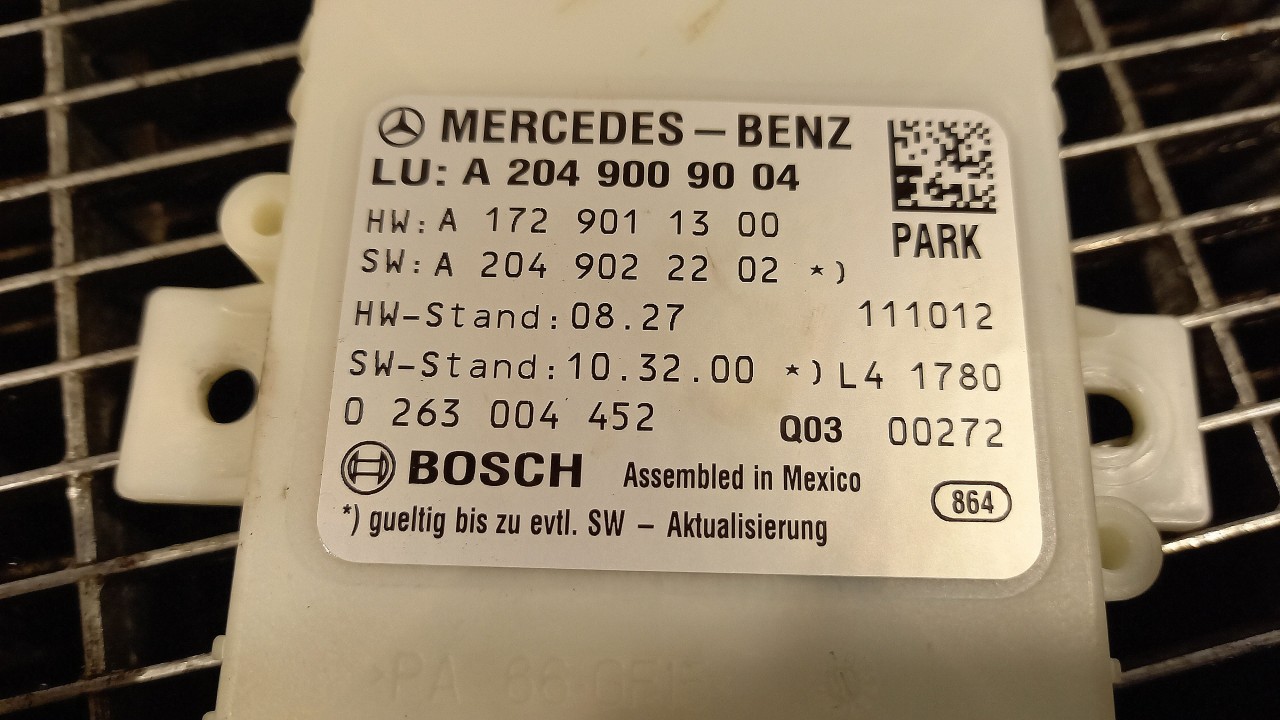 MERCEDES-BENZ
LU: A 204 900 90 04
HW: A 172 901 13 00
PARK
SW: A 204 902 22 02 *)
HW-Stand: 08.27 111012
SW-Stand: 10.32.00 *) L4 1780
0 263 004 452 Q03 00272
BOSCH Assembled in Mexico
864
*) gueltig bis zu evtl. SW - Aktualisierung
>PA